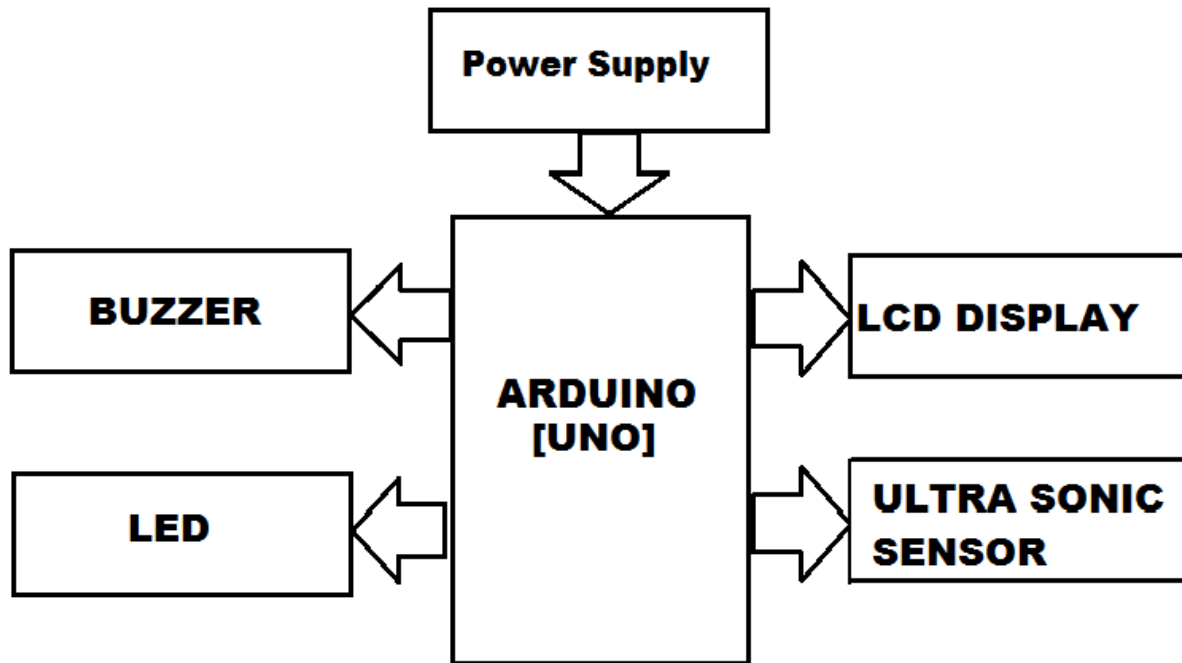 Power Supply
BUZZER
LCD DISPLAY
ARDUINO
[UNO]
LED
ULTRA SONIC
SENSOR